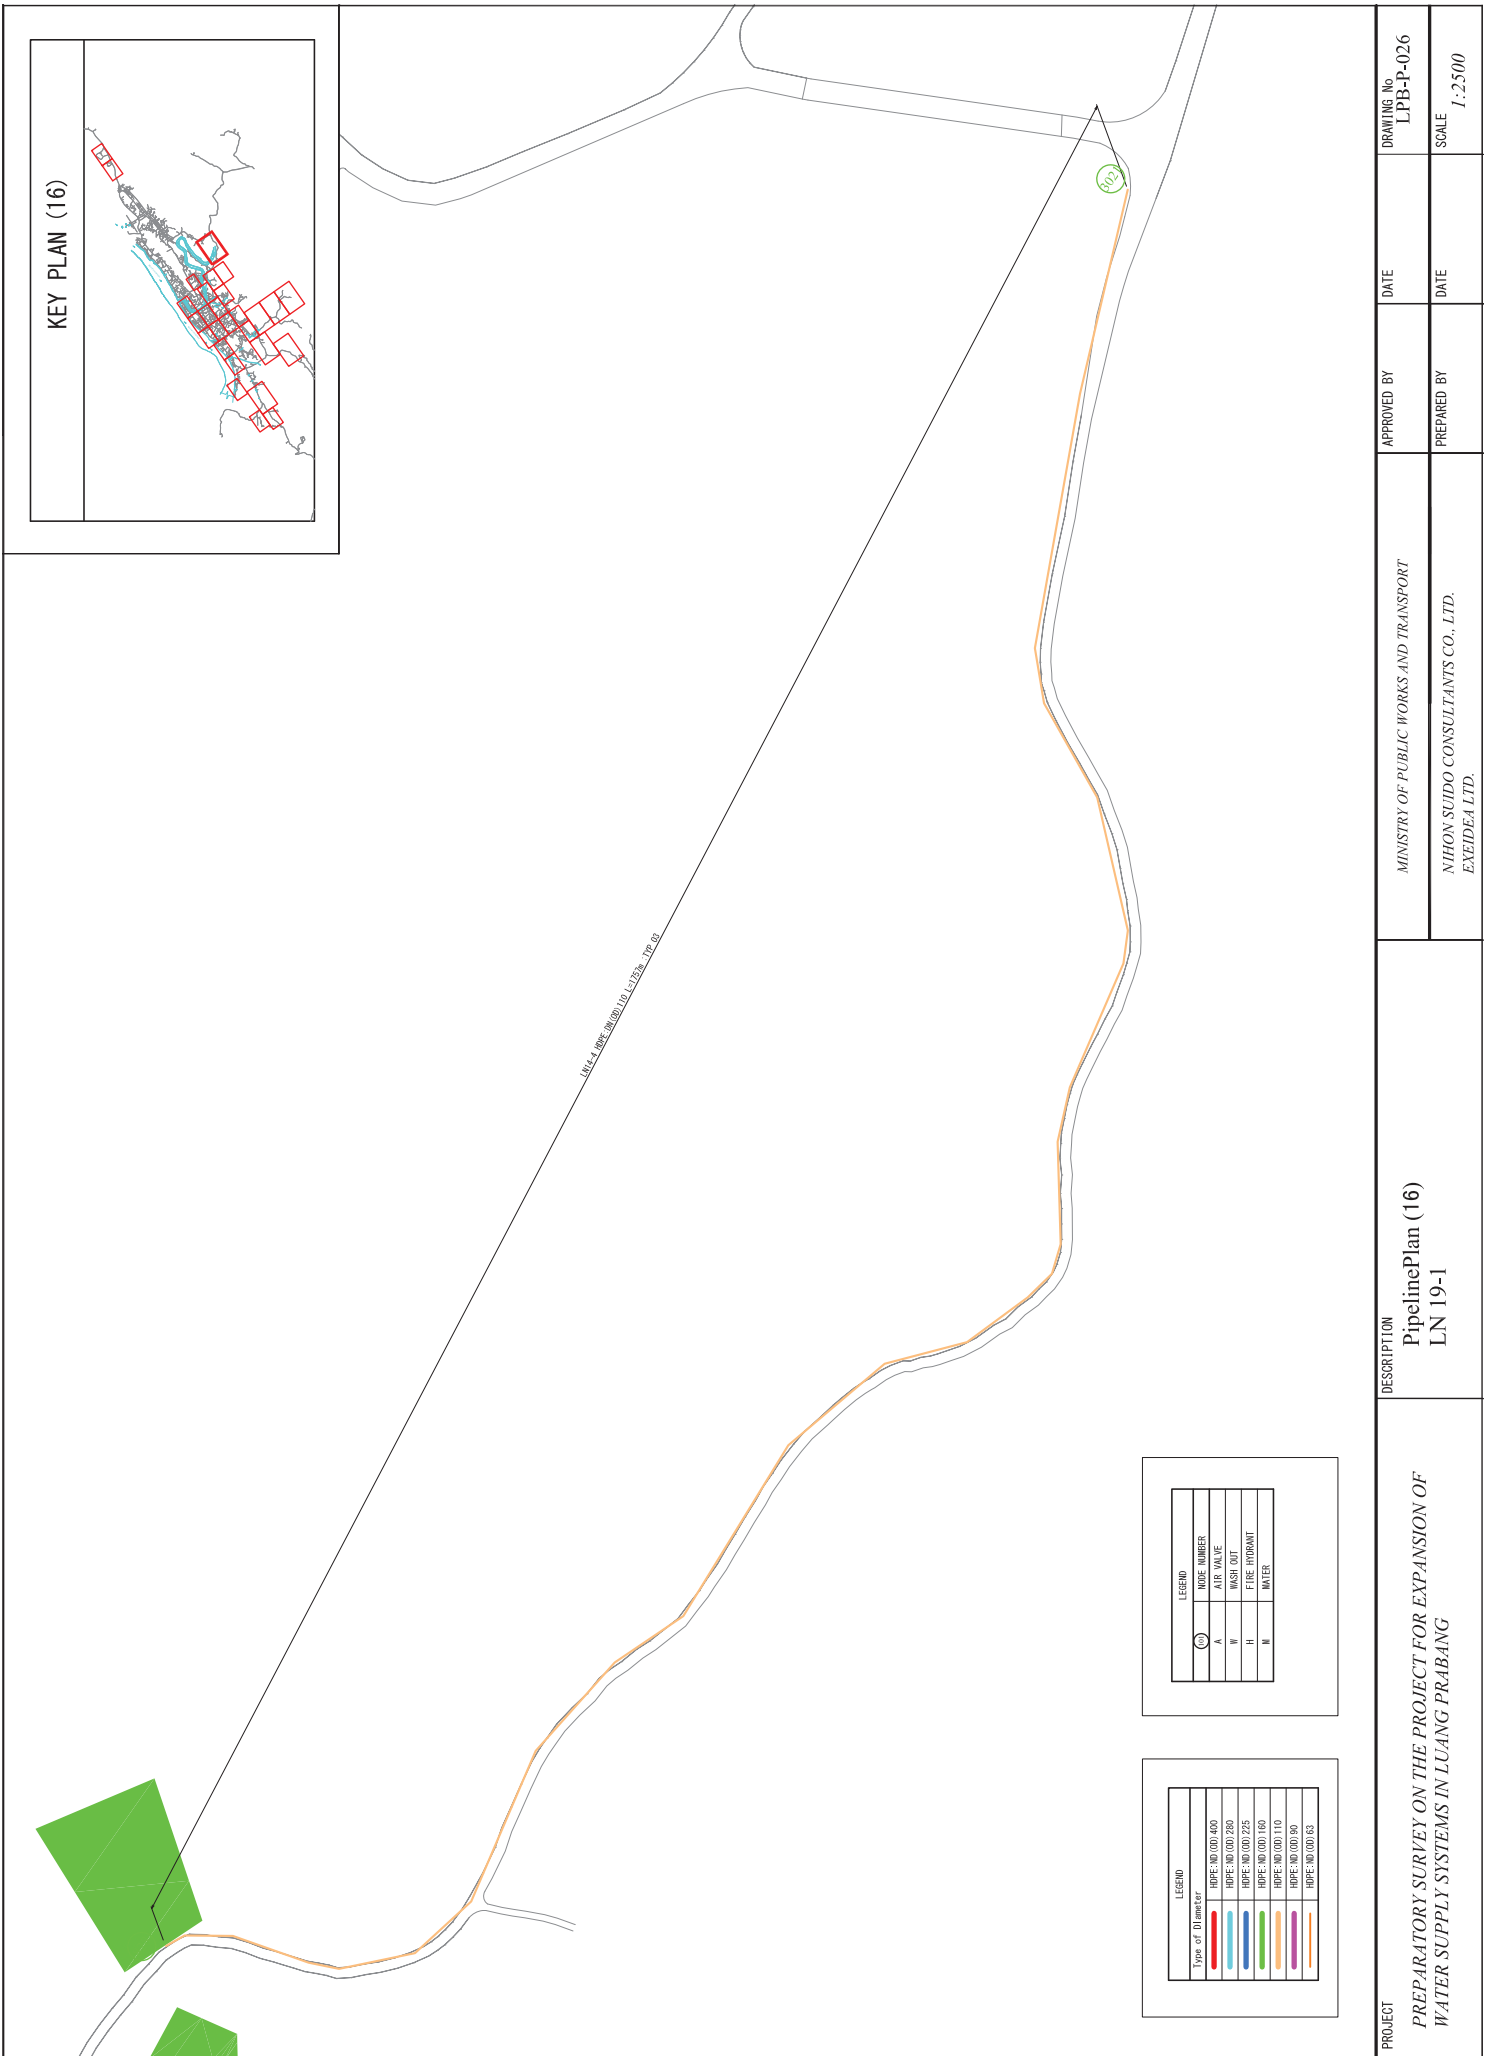 KEY PLAN (16)
3021
LN14-4 HDPE:DN(OD)110 L=1757m :TYP 03
LEGEND
Type of Diameter
HDPE:ND(OD)400
HDPE:ND(OD)280
HDPE:ND(OD)225
HDPE:ND(OD)160
HDPE:ND(OD)110
HDPE:ND(OD)90
HDPE:ND(OD)63
LEGEND
101 NODE NUMBER
A AIR VALVE
W WASH OUT
H FIRE HYDRANT
M MATER
PROJECT
PREPARATORY SURVEY ON THE PROJECT FOR EXPANSION OF
WATER SUPPLY SYSTEMS IN LUANG PRABANG
DESCRIPTION
PipelinePlan (16)
LN 19-1
MINISTRY OF PUBLIC WORKS AND TRANSPORT
NIHON SUIDO CONSULTANTS CO., LTD.
EXEIDEA LTD.
APPROVED BY
DATE
PREPARED BY
DATE
DRAWING No
LPB-P-026
SCALE
1:2500